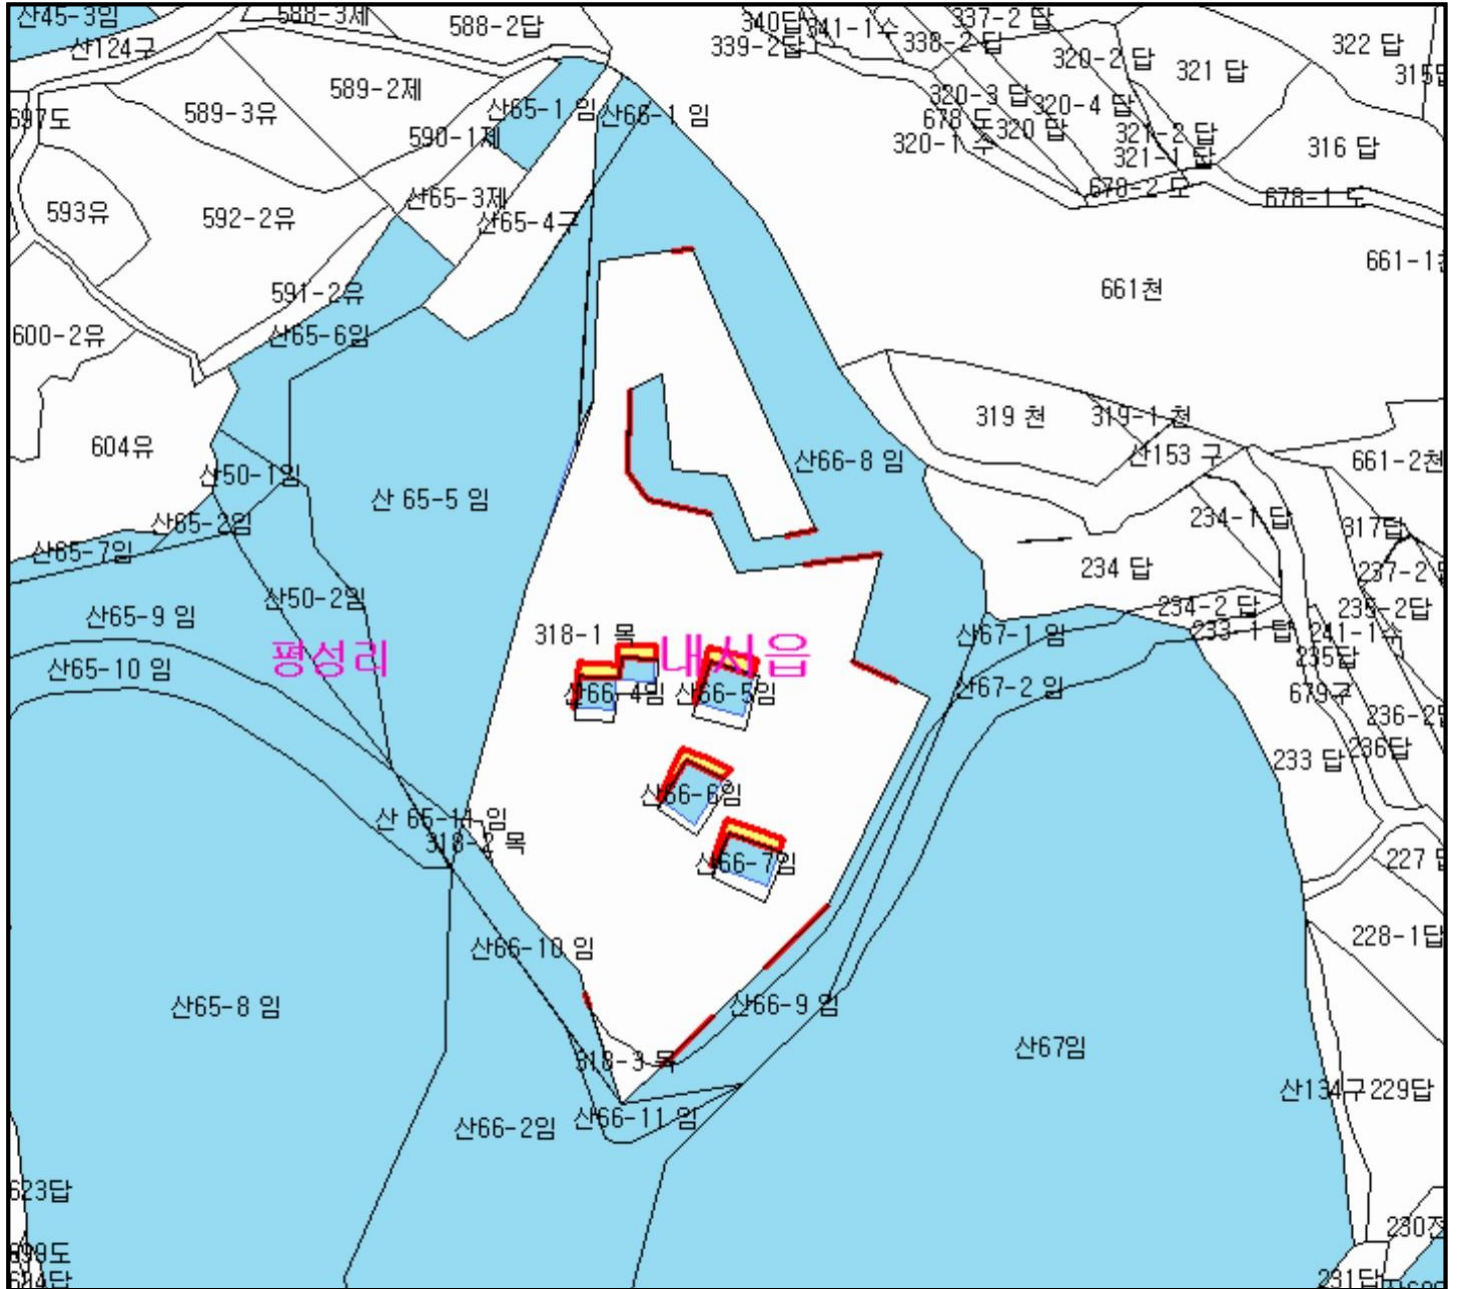 산45-3임
588-3제
588-2답
340답
341-1수
337-2 답
339-2답
338-2 답
322 답
산124구
320-2 답
321 답
589-2제
산65-1 임
산66-1 임
320-3 답
320-4 답
589-3유
678 도
320 답
697도
590-1제
320-1 수
321-2 답
321-1 답
316 답
678-2 도
678-1 도
593유
592-2유
산65-3제
산65-4구
591-2유
661천
600-2유
산65-6임
319 천
319-1 천
604유
산153 구
산66-8 임
661-2천
산50-1임
산 65-5 임
산65-2임
234-1 답
317답
산65-7임
234 답
산50-2임
234-2 답
235-2답
산65-9 임
318-1 목
산67-1 임
233-1 답
241-1수
평성리
내서읍
235답
산65-10 임
산66-4임
산66-5임
산67-2 임
679구
233 답
236답
산66-6임
산 65-11 임
318-2 목
산66-7임
산66-10 임
228-1답
산65-8 임
산66-9 임
산67임
318-3 목
산134구
229답
산66-2임
산66-11 임
623답
231답